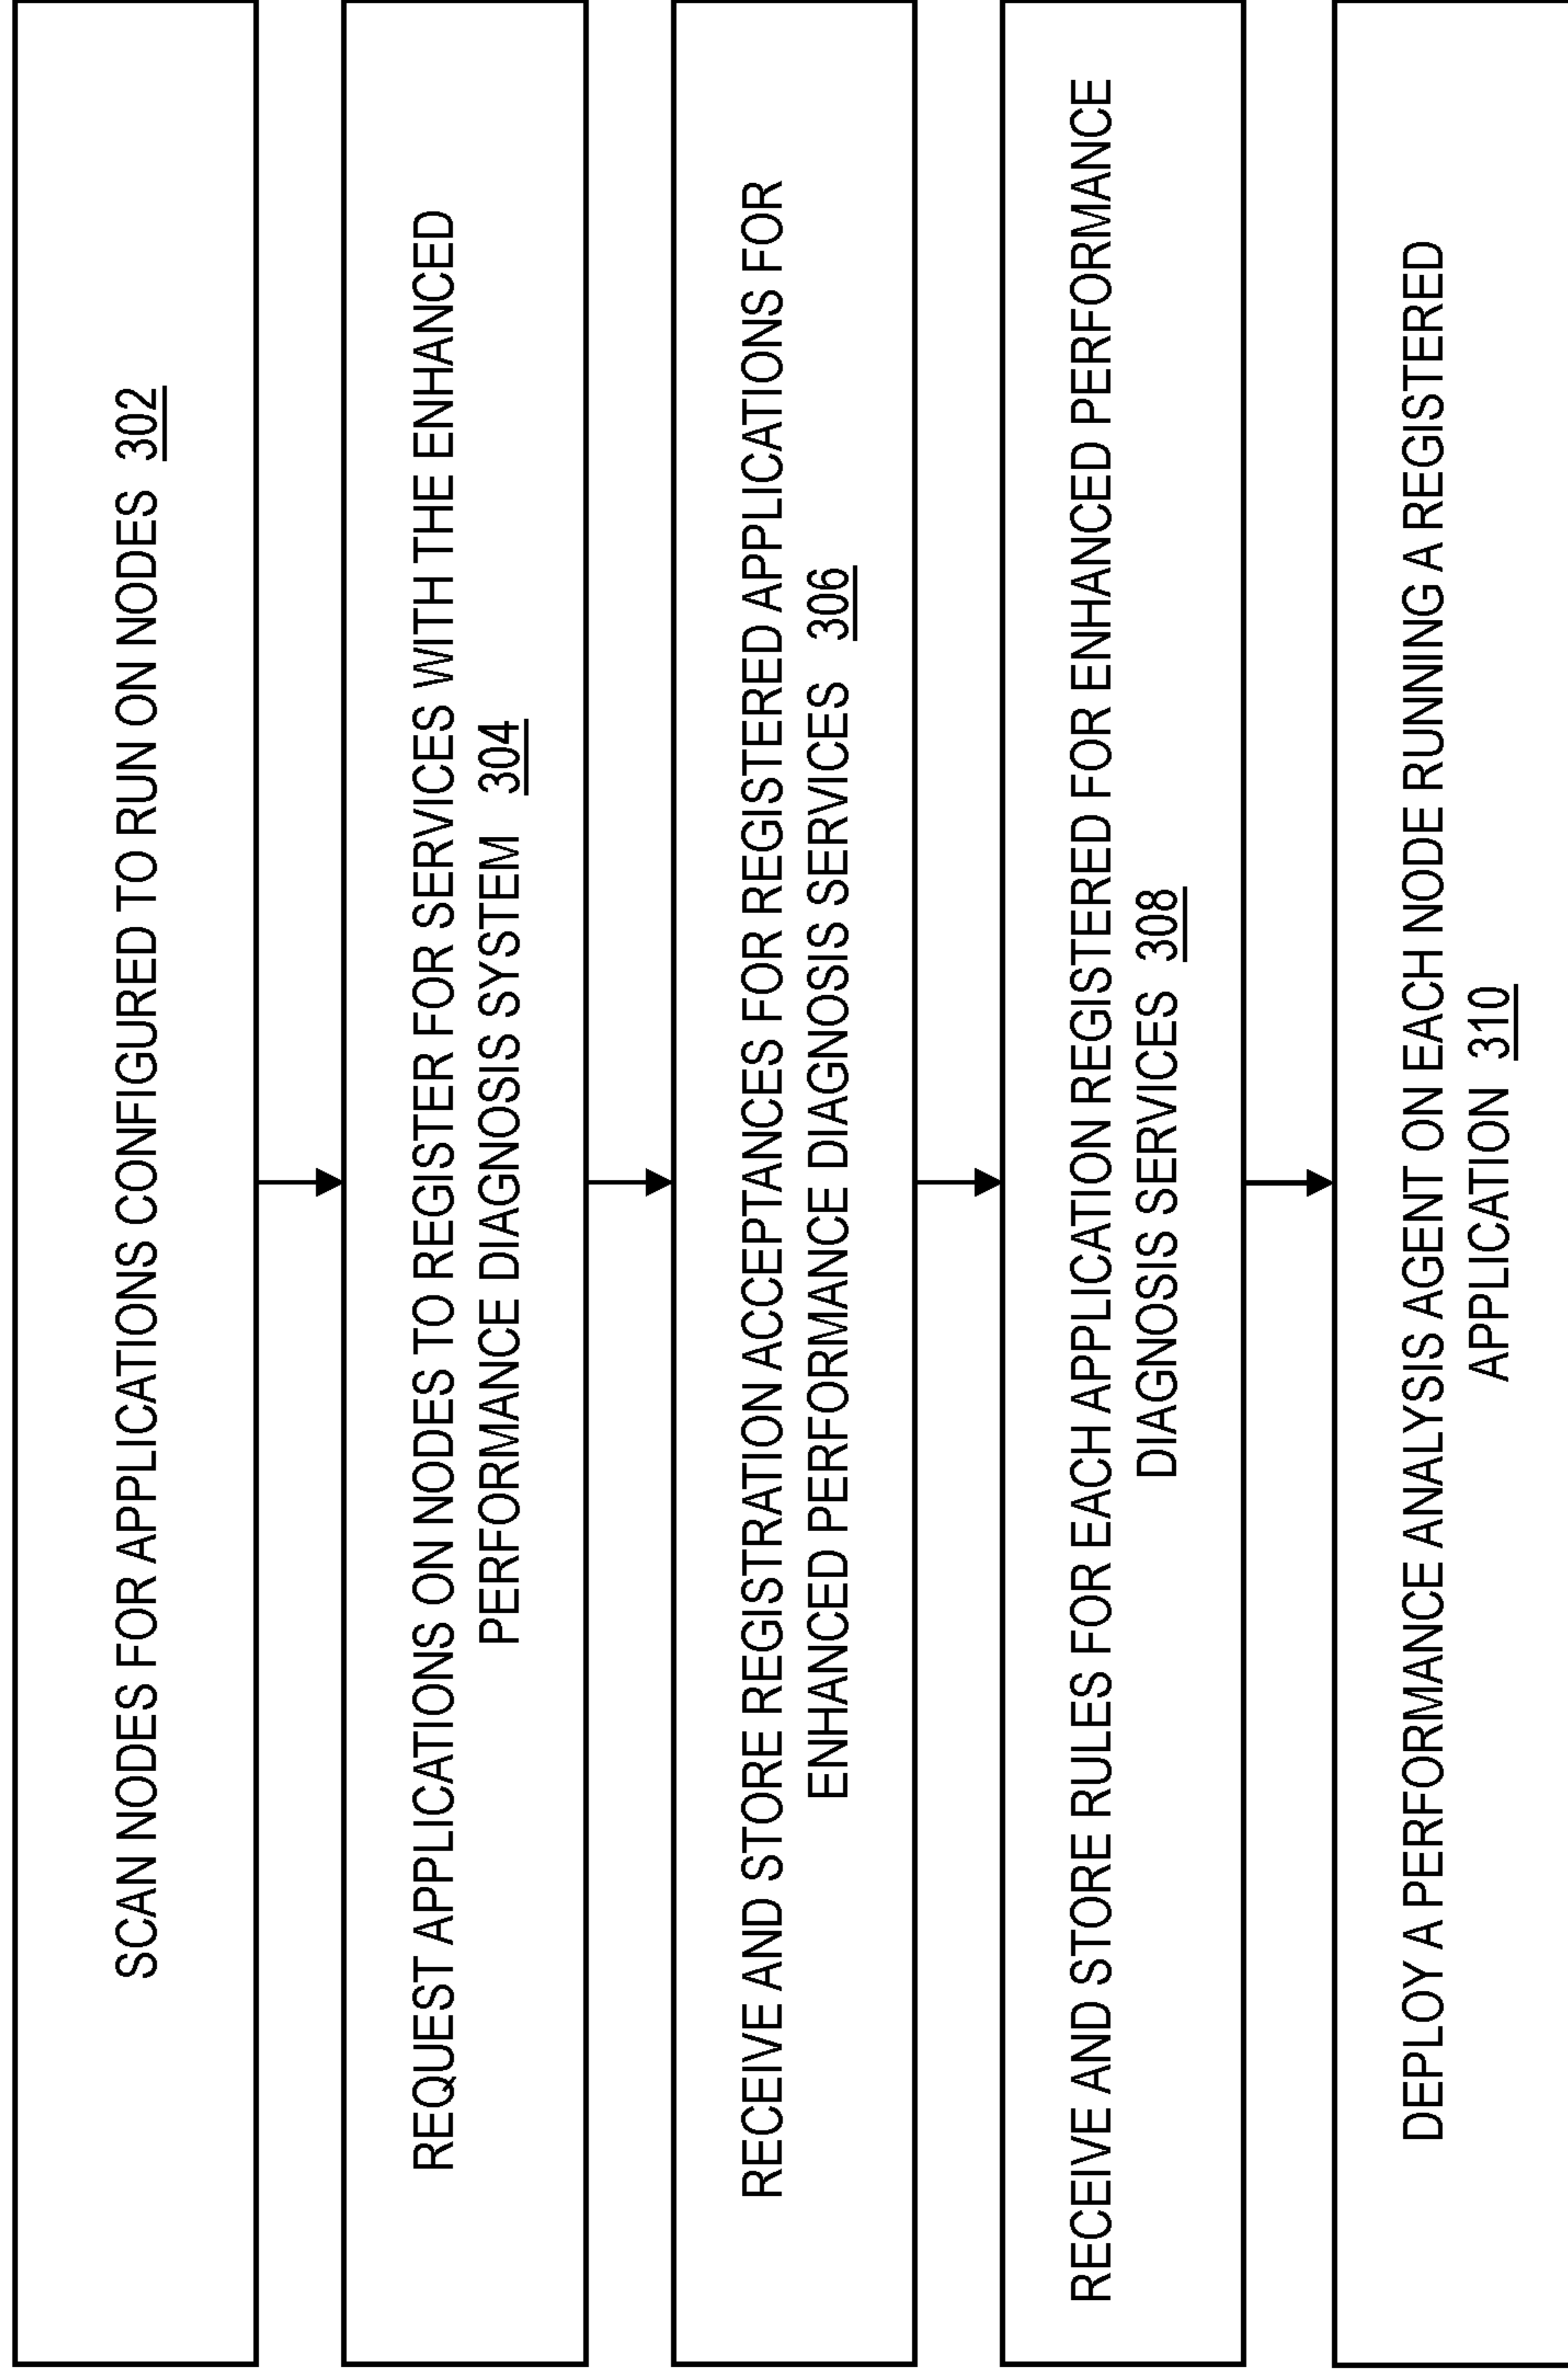 SCAN NODES FOR APPLICATIONS CONFIGURED TO RUN ON NODES 302
REQUEST APPLICATIONS ON NODES TO REGISTER FOR SERVICES WITH THE ENHANCED
PERFORMANCE DIAGNOSIS SYSTEM 304
RECEIVE AND STORE REGISTRATION ACCEPTANCES FOR REGISTERED APPLICATIONS FOR
ENHANCED PERFORMANCE DIAGNOSIS SERVICES 306
RECEIVE AND STORE RULES FOR EACH APPLICATION REGISTERED FOR ENHANCED PERFORMANCE
DIAGNOSIS SERVICES 308
DEPLOY A PERFORMANCE ANALYSIS AGENT ON EACH NODE RUNNING A REGISTERED
APPLICATION 310